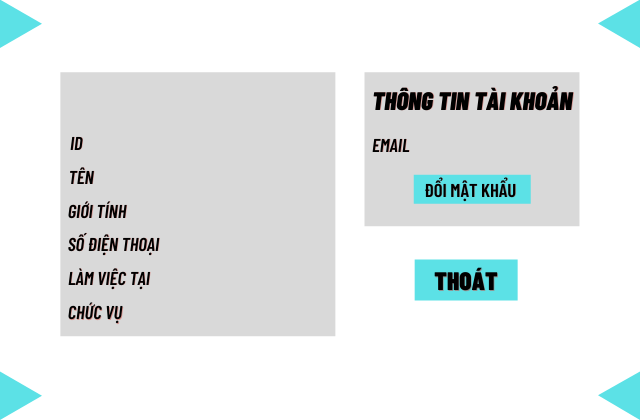 ID
TÊN
GIỚI TÍNH
SỐ ĐIỆN THOẠI
LÀM VIỆC TẠI
CHỨC VỤ
THÔNG TIN TÀI KHOẢN
EMAIL
ĐỔI MẬT KHẨU
THOÁT